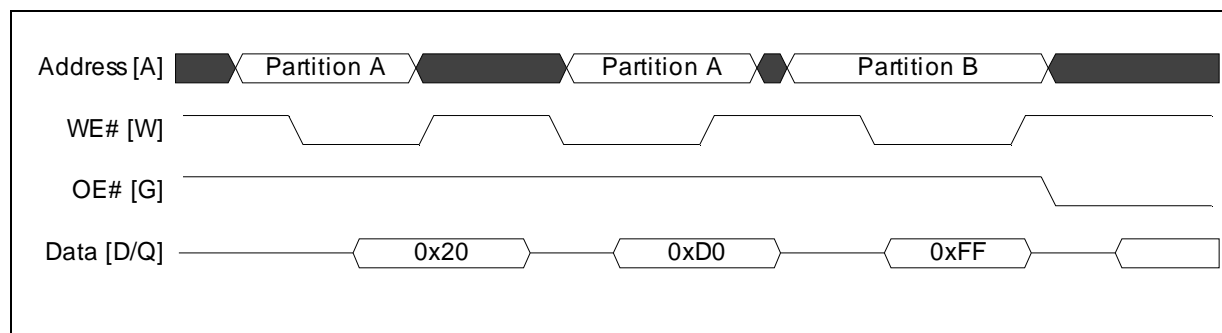 Address [A] Partition A Partition A Partition B
WE# [W]
OE# [G]
Data [D/Q] 0x20 0xD0 0xFF